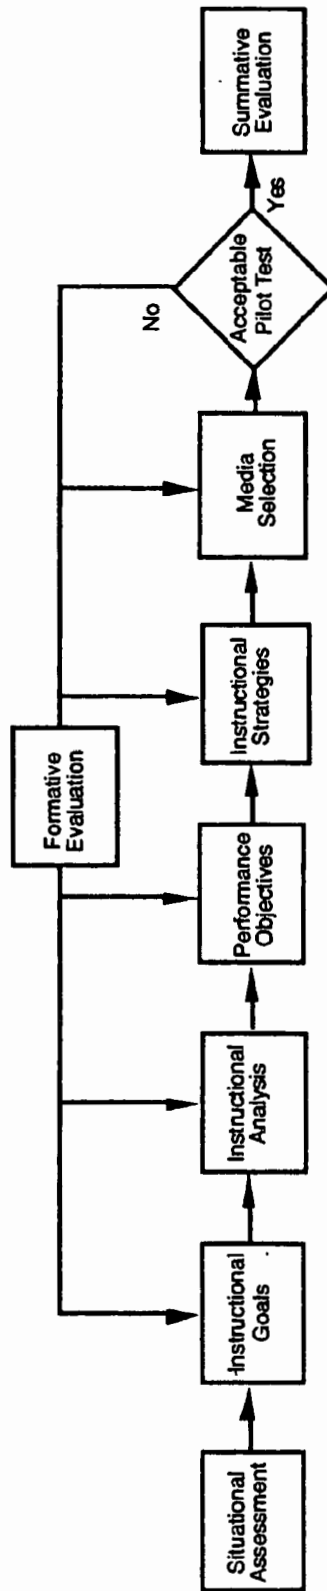 Formative
Evaluation
No
Situational
Assessment
Instructional
Goals
Instructional
Analysis
Performance
Objectives
Instructional
Strategies
Media
Selection
Acceptable
Pilot Test
Yes
Summative
Evaluation